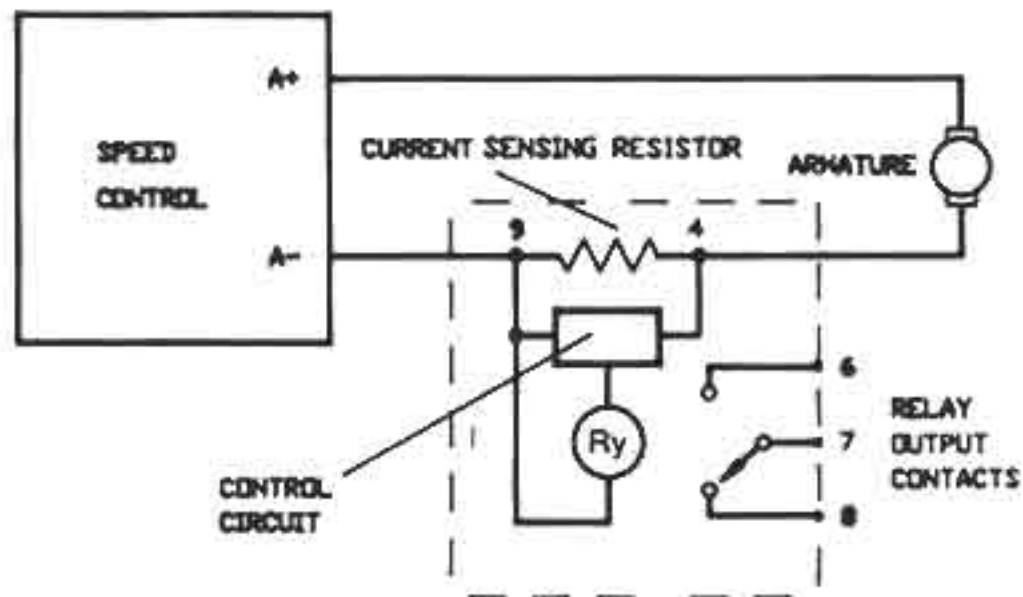 A+
SPEED
CONTROL
CURRENT SENSING RESISTOR
ARMATURE
9
4
A-
6
RELAY
7
OUTPUT
CONTACTS
Ry
CONTROL
CIRCUIT
8